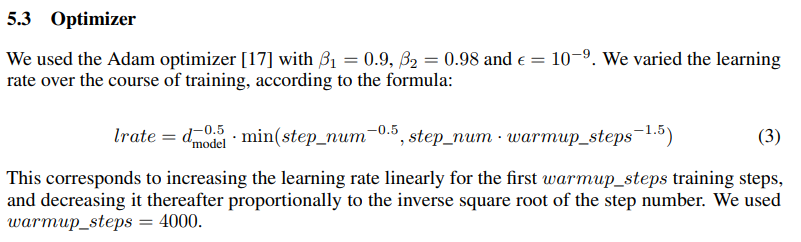 5.3 Optimizer
We used the Adam optimizer [17] with β₁ = 0.9, β₂ = 0.98 and ϵ = 10⁻⁹. We varied the learning
rate over the course of training, according to the formula:
lrate = d_model^−0.5 · min(step_num^−0.5, step_num · warmup_steps^−1.5) (3)
This corresponds to increasing the learning rate linearly for the first warmup_steps training steps,
and decreasing it thereafter proportionally to the inverse square root of the step number. We used
warmup_steps = 4000.